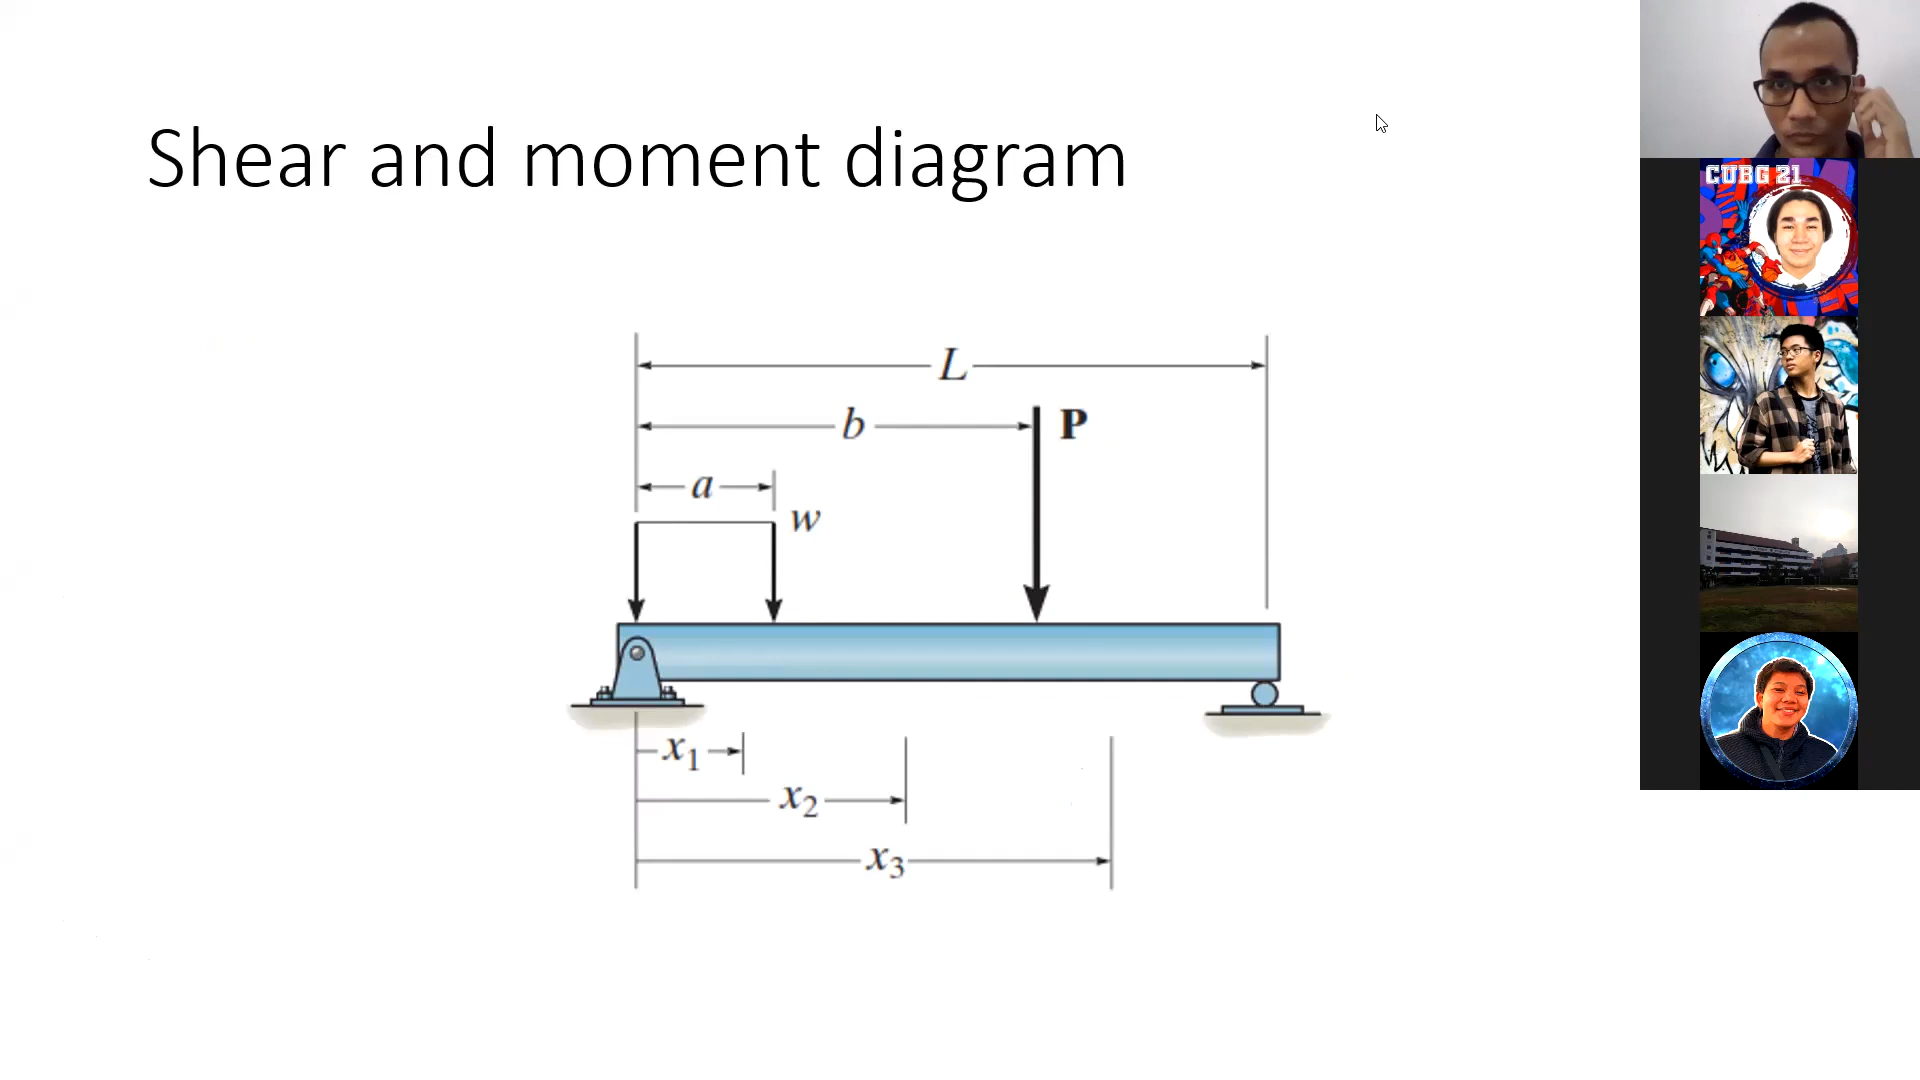 Shear and moment diagram
L
b
P
a
w
x₁
x₂
x₃
CUBG 21